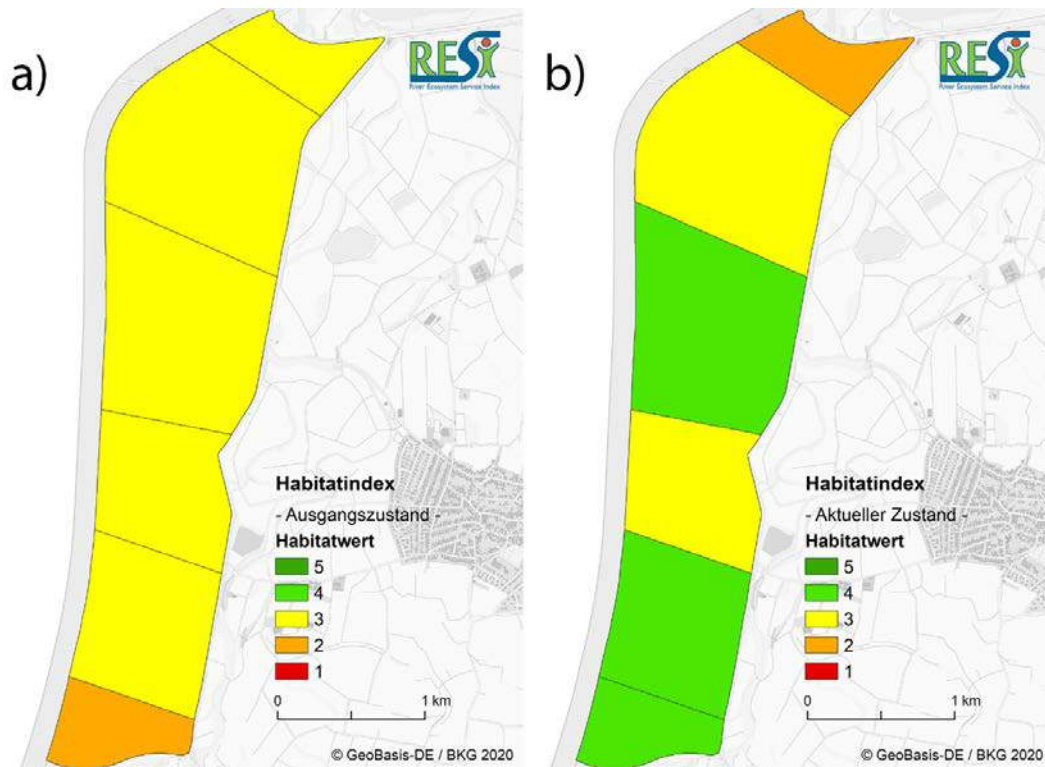 a)
RESI
River Ecosystem Service Index
Habitatindex
- Ausgangszustand -
Habitatwert
5
4
3
2
1
0 1 km
© GeoBasis-DE / BKG 2020
b)
RESI
River Ecosystem Service Index
Habitatindex
- Aktueller Zustand -
Habitatwert
5
4
3
2
1
0 1 km
© GeoBasis-DE / BKG 2020